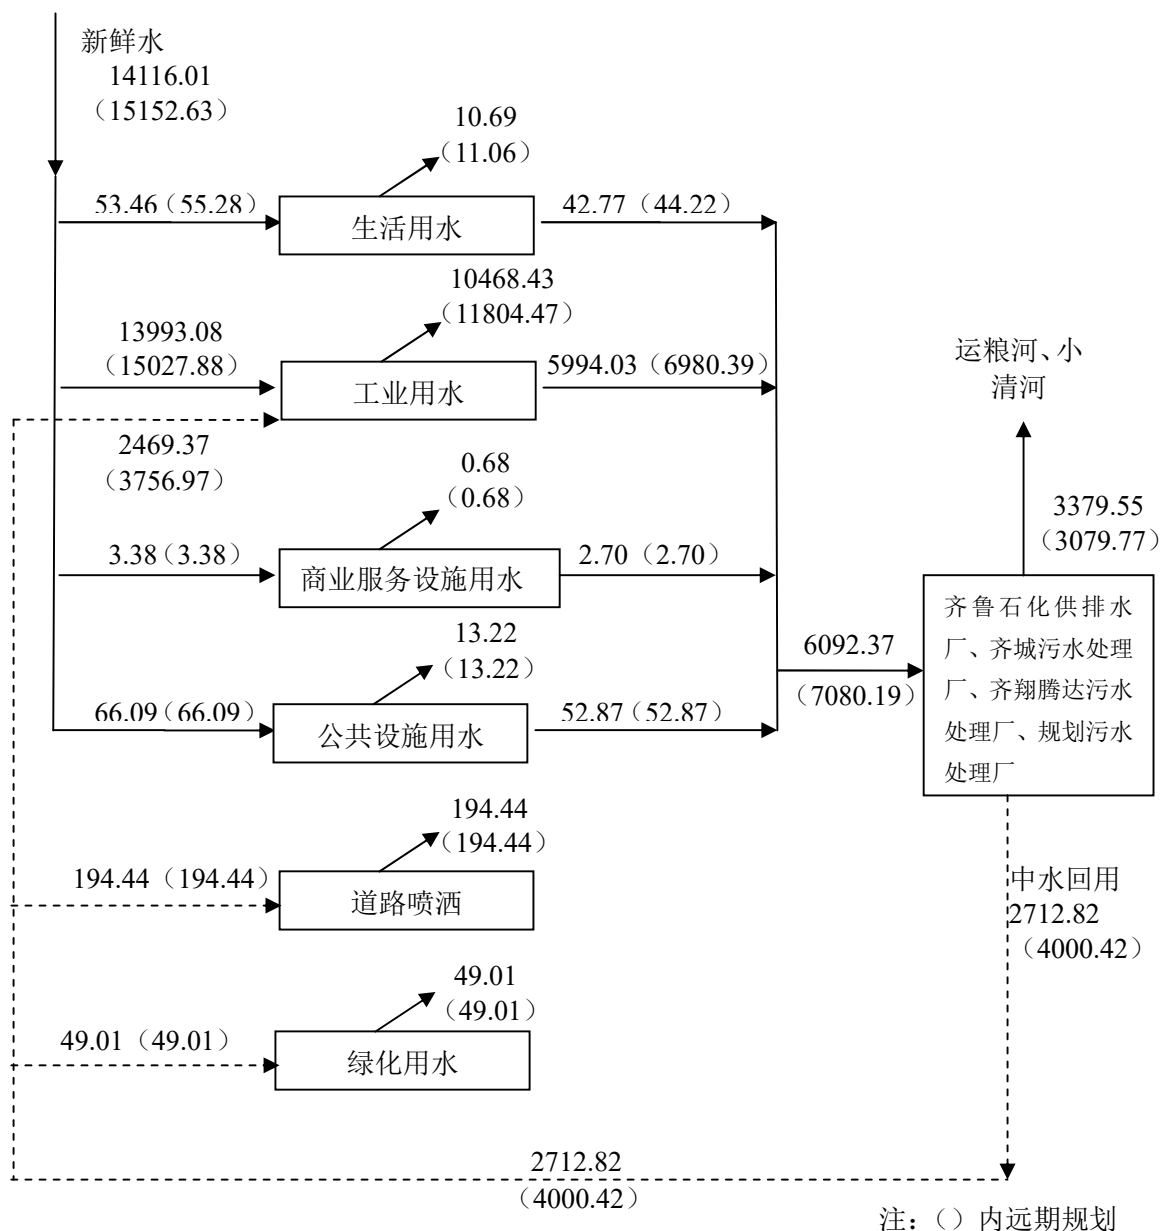 新鲜水
14116.01
（15152.63）
10.69
（11.06）
53.46（55.28）
生活用水
42.77（44.22）
10468.43
（11804.47）
13993.08
（15027.88）
工业用水
5994.03（6980.39）
2469.37
（3756.97）
运粮河、小
清河
0.68
（0.68）
3.38（3.38）
商业服务设施用水
2.70（2.70）
3379.55
（3079.77）
13.22
（13.22）
66.09（66.09）
公共设施用水
52.87（52.87）
6092.37
（7080.19）
齐鲁石化供排水
厂、齐城污水处理
厂、齐翔腾达污水
处理厂、规划污水
处理厂
194.44
（194.44）
194.44（194.44）
道路喷洒
中水回用
2712.82
（4000.42）
49.01
（49.01）
49.01（49.01）
绿化用水
2712.82
（4000.42）
注：（）内远期规划